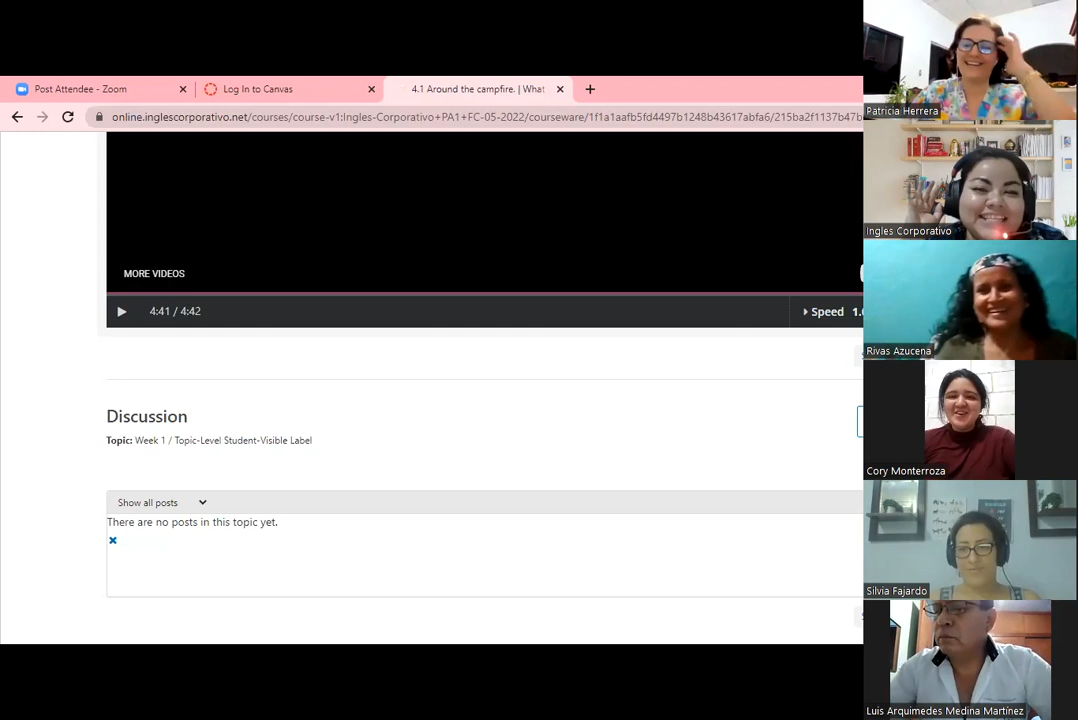 Post Attendee - Zoom
Log In to Canvas
4.1 Around the campfire. | What
online.inglescorporativo.net/courses/course-v1:Ingles-Corporativo+PA1+FC-05-2022/courseware/1f1a1aafb5fd4497b1248b43617abfa6/215ba2f1137b47b
MORE VIDEOS
4:41 / 4:42
Speed 1.
Discussion
Topic: Week 1 / Topic-Level Student-Visible Label
Show all posts
There are no posts in this topic yet.
Patricia Herrera
Ingles Corporativo
Rivas Azucena
Cory Monterroza
Silvia Fajardo
Luis Arquimedes Medina Martínez